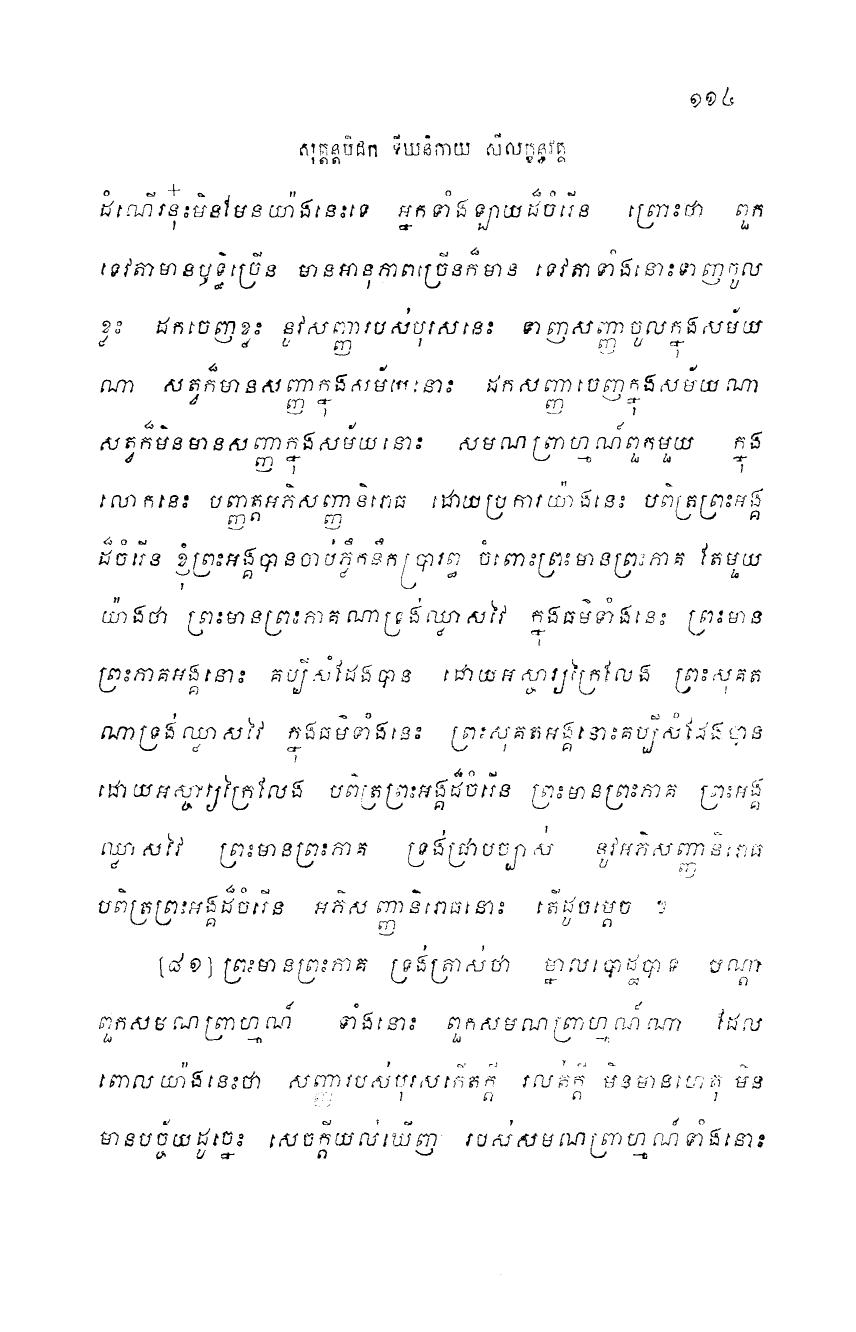 ១១៤
សុត្តន្តបិដក ទីឃនិកាយ សីលក្ខន្ធវគ្គ
ដំណើរនុ៎ះមិនមែនយ៉ាងនេះទេ អ្នកទាំងឡាយដ៏ចំរើន ព្រោះថា ពួក
ទេវតាមានឫទ្ធិច្រើន មានអានុភាពច្រើនក៏មាន ទេវតាទាំងនោះទាញចូល
ខ្លះ ដកចេញខ្លះ នូវសញ្ញារបស់បុរសនេះ ទាញសញ្ញាចូលក្នុងសម័យ
ណា សត្វក៏មានសញ្ញាក្នុងសម័យនោះ ដកសញ្ញាចេញក្នុងសម័យណា
សត្វក៏មិនមានសញ្ញាក្នុងសម័យនោះ សមណព្រាហ្មណ៍ពួកមួយ ក្នុង
លោកនេះ បញ្ញត្តអភិសញ្ញានិរោធ ដោយប្រការយ៉ាងនេះ បពិត្រព្រះអង្គ
ដ៏ចំរើន ខ្ញុំព្រះអង្គបានចាប់ភ្លឹកនឹកប្រារព្ធ ចំពោះព្រះមានព្រះភាគ តែមួយ
យ៉ាងថា ព្រះមានព្រះភាគណាទ្រង់ឈ្លាសវៃ ក្នុងធម៌ទាំងនេះ ព្រះមាន
ព្រះភាគអង្គនោះ គប្បីសំដែងបាន ដោយអស្ចារ្យក្រៃលែង ព្រះសុគត
ណាទ្រង់ឈ្លាសវៃ ក្នុងធម៌ទាំងនេះ ព្រះសុគតអង្គនោះគប្បីសំដែងបាន
ដោយអស្ចារ្យក្រៃលែង បពិត្រព្រះអង្គដ៏ចំរើន ព្រះមានព្រះភាគ ព្រះអង្គ
ឈ្លាសវៃ ព្រះមានព្រះភាគ ទ្រង់ជ្រាបច្បាស់ នូវអភិសញ្ញានិរោធ
បពិត្រព្រះអង្គដ៏ចំរើន អភិសញ្ញានិរោធនោះ តើដូចម្តេច ។
[៨១] ព្រះមានព្រះភាគ ទ្រង់ត្រាស់ថា ម្នាលបោដ្ឋបាទ បណ្តា
ពួកសមណព្រាហ្មណ៍ ទាំងនោះ ពួកសមណព្រាហ្មណ៍ណា ដែល
ពោលយ៉ាងនេះថា សញ្ញារបស់បុរសកើតក្តី រលត់ក្តី មិនមានហេតុ មិន
មានបច្ច័យដូច្នេះ សេចក្តីយល់ឃើញ របស់សមណព្រាហ្មណ៍ទាំងនោះ